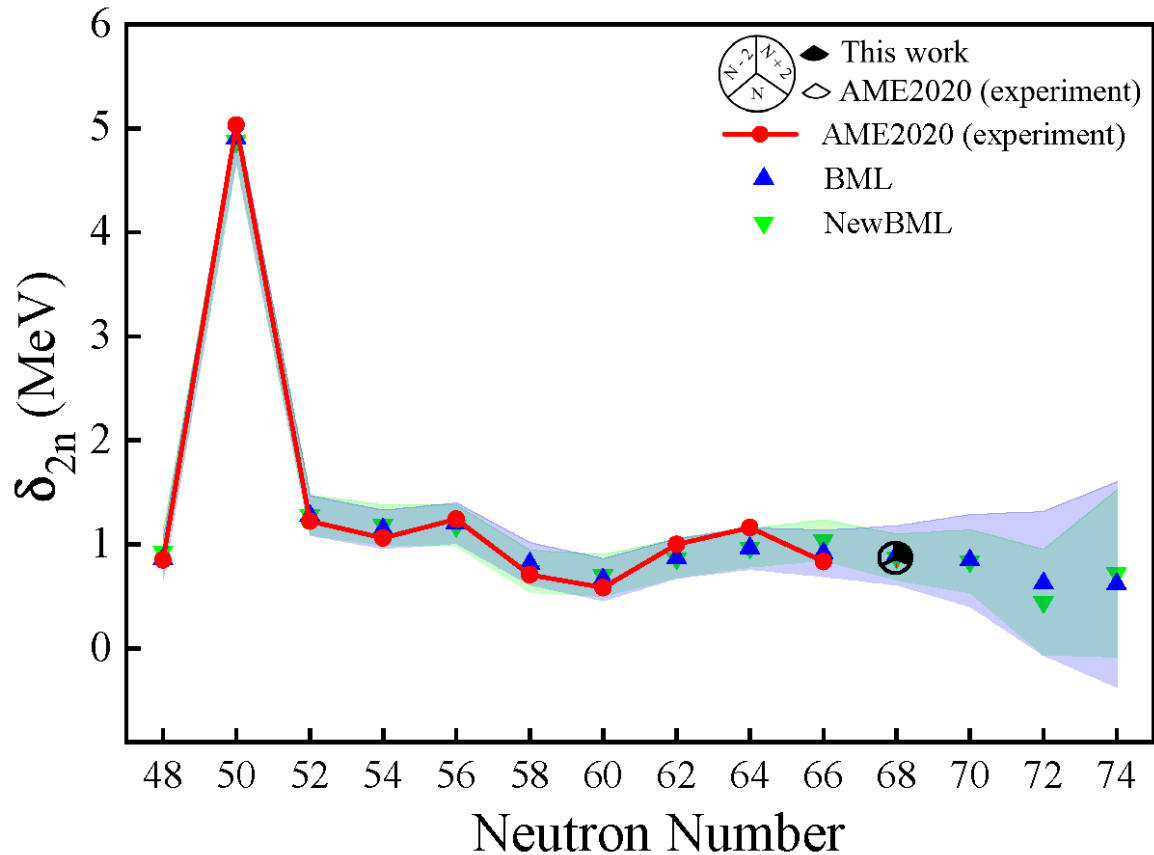 6
5
4
3
2
1
0
δ2n (MeV)
N-2
N+2
N
This work
AME2020 (experiment)
AME2020 (experiment)
BML
NewBML
48 50 52 54 56 58 60 62 64 66 68 70 72 74
Neutron Number